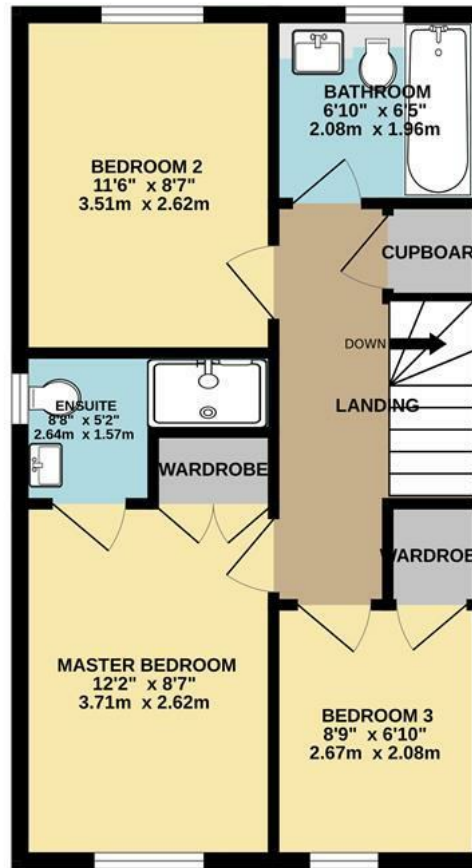 BEDROOM 2
11'6" x 8'7"
3.51m x 2.62m
BATHROOM
6'10" x 6'5"
2.08m x 1.96m
CUPBOAR
DOWN
LANDING
ENSUITE
8'8" x 5'2"
2.64m x 1.57m
WARDROBE
WARDROBE
MASTER BEDROOM
12'2" x 8'7"
3.71m x 2.62m
BEDROOM 3
8'9" x 6'10"
2.67m x 2.08m